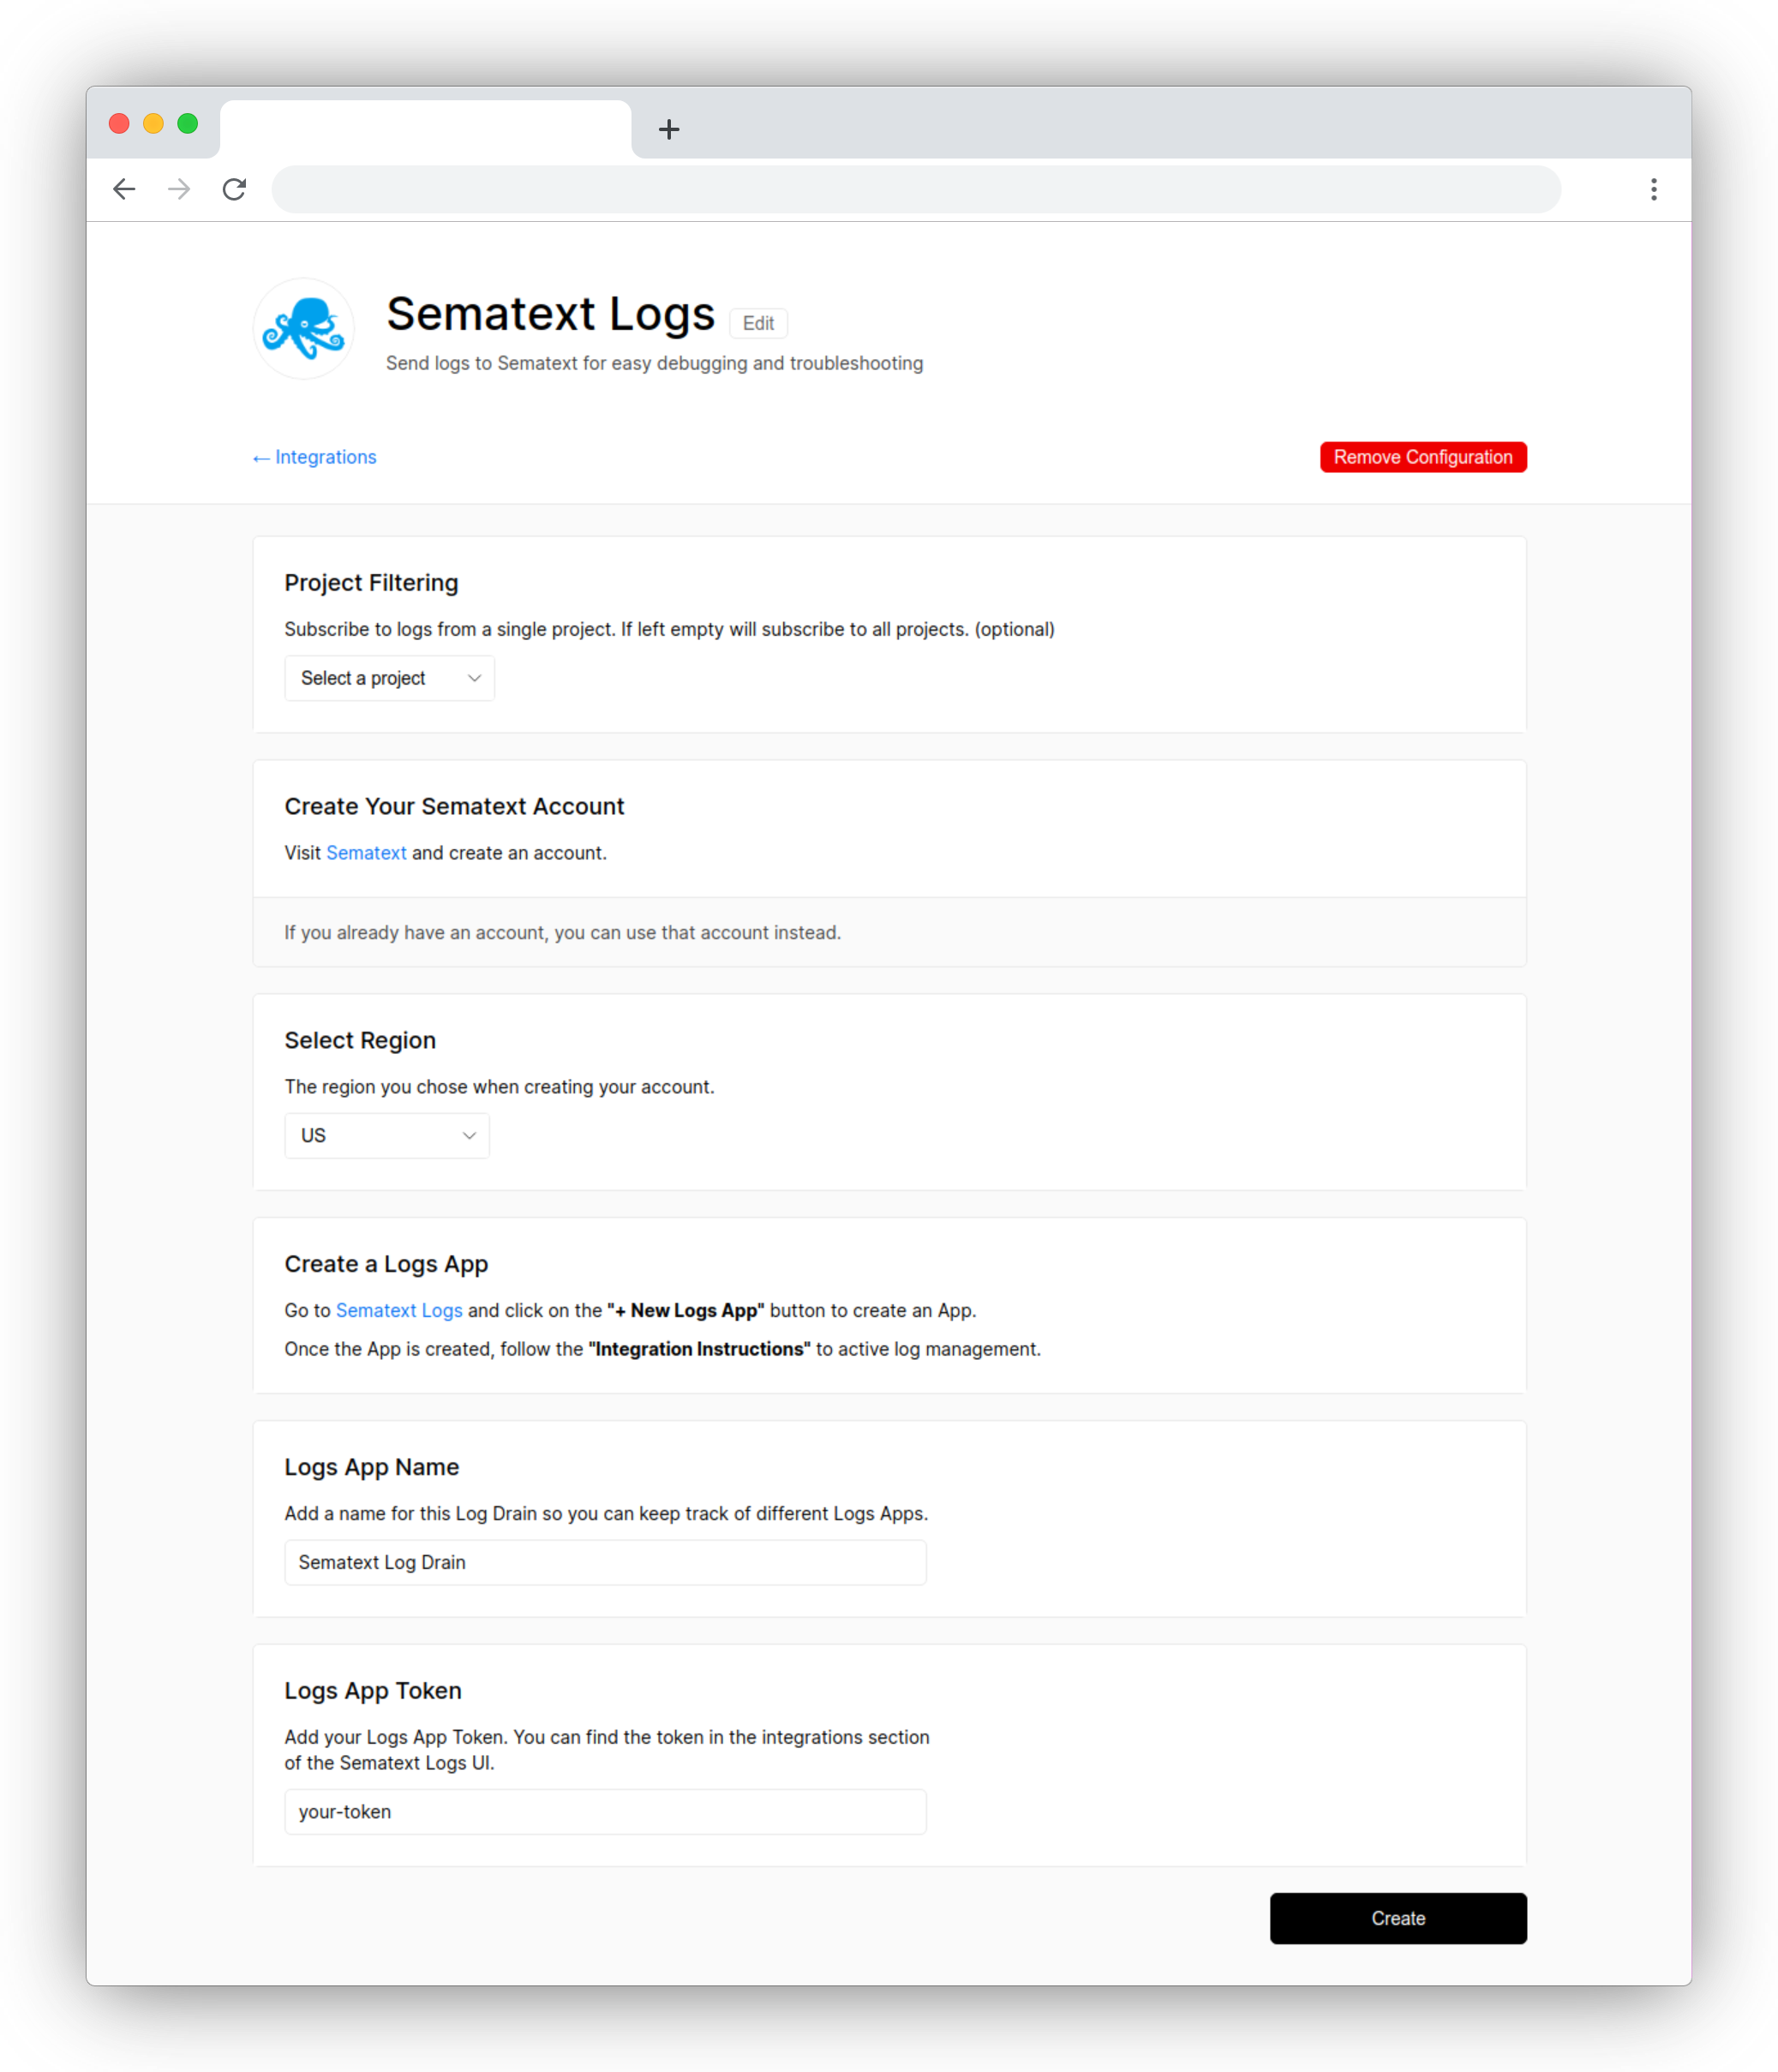 Sematext Logs Edit
Send logs to Sematext for easy debugging and troubleshooting
← Integrations
Remove Configuration
Project Filtering
Subscribe to logs from a single project. If left empty will subscribe to all projects. (optional)
Select a project
Create Your Sematext Account
Visit Sematext and create an account.
If you already have an account, you can use that account instead.
Select Region
The region you chose when creating your account.
US
Create a Logs App
Go to Sematext Logs and click on the "+ New Logs App" button to create an App.
Once the App is created, follow the "Integration Instructions" to active log management.
Logs App Name
Add a name for this Log Drain so you can keep track of different Logs Apps.
Sematext Log Drain
Logs App Token
Add your Logs App Token. You can find the token in the integrations section
of the Sematext Logs UI.
your-token
Create